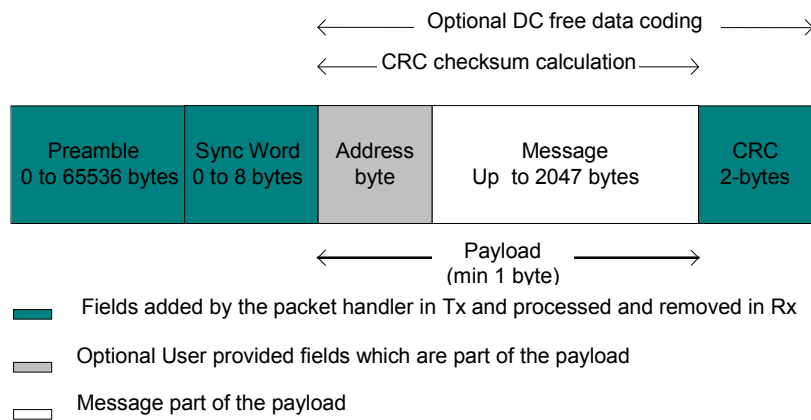 Optional DC free data coding
CRC checksum calculation
Preamble
0 to 65536 bytes
Sync Word
0 to 8 bytes
Address
byte
Message
Up to 2047 bytes
CRC
2-bytes
Payload
(min 1 byte)
Fields added by the packet handler in Tx and processed and removed in Rx
Optional User provided fields which are part of the payload
Message part of the payload